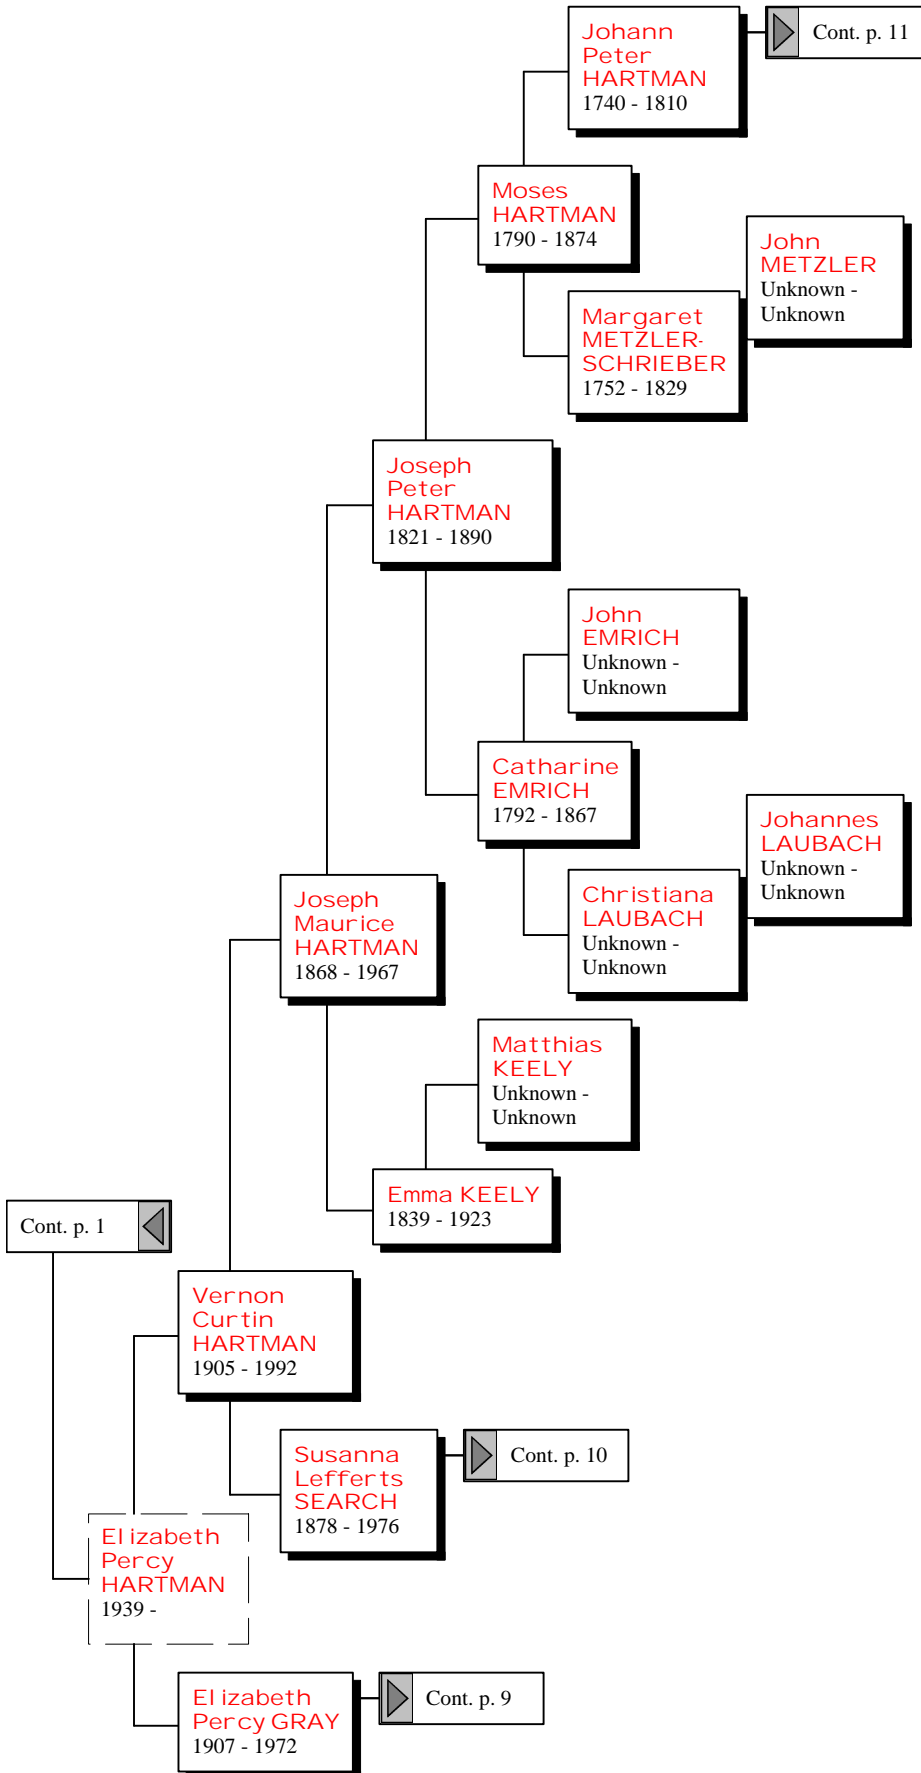 Johann
Peter
HARTMAN
1740 - 1810
Cont. p. 11
Moses
HARTMAN
1790 - 1874
John
METZLER
Unknown -
Unknown
Margaret
METZLER-
SCHRIEBER
1752 - 1829
Joseph
Peter
HARTMAN
1821 - 1890
John
EMRICH
Unknown -
Unknown
Catharine
EMRICH
1792 - 1867
Johannes
LAUBACH
Unknown -
Unknown
Christiana
LAUBACH
Unknown -
Unknown
Joseph
Maurice
HARTMAN
1868 - 1967
Matthias
KEELY
Unknown -
Unknown
Emma KEELY
1839 - 1923
Cont. p. 1
Vernon
Curtin
HARTMAN
1905 - 1992
Susanna
Lefferts
SEARCH
1878 - 1976
Cont. p. 10
Elizabeth
Percy
HARTMAN
1939 -
Elizabeth
Percy GRAY
1907 - 1972
Cont. p. 9